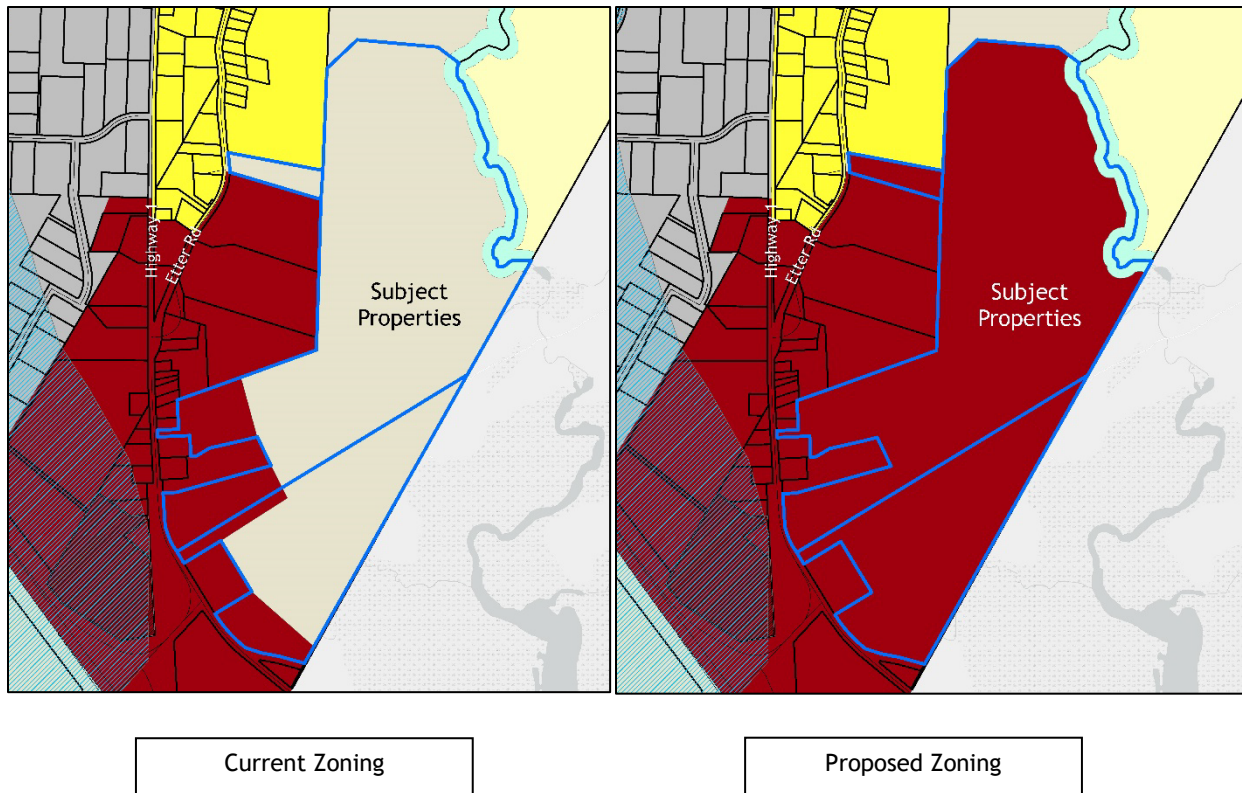 Highway 1
Etter Rd
Subject
Properties
Highway 1
Etter Rd
Subject
Properties
Current Zoning
Proposed Zoning